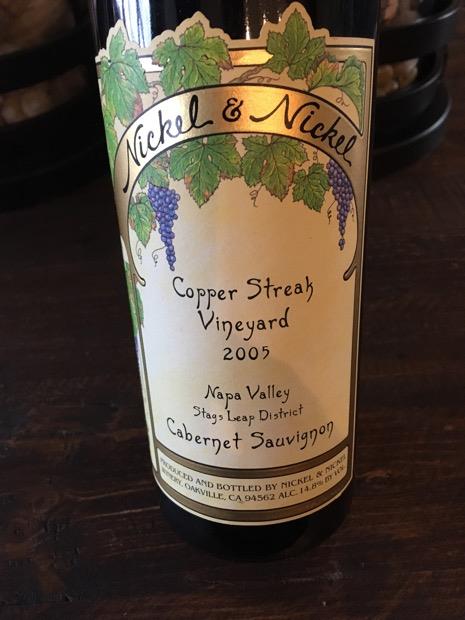 Nickel & Nickel
Copper Streak
Vineyard
2005
Napa Valley
Stags Leap District
Cabernet Sauvignon
PRODUCED AND BOTTLED BY NICKEL & NICKEL
WINERY, OAKVILLE, CA 94562 ALC. 14.8% BY VOL.